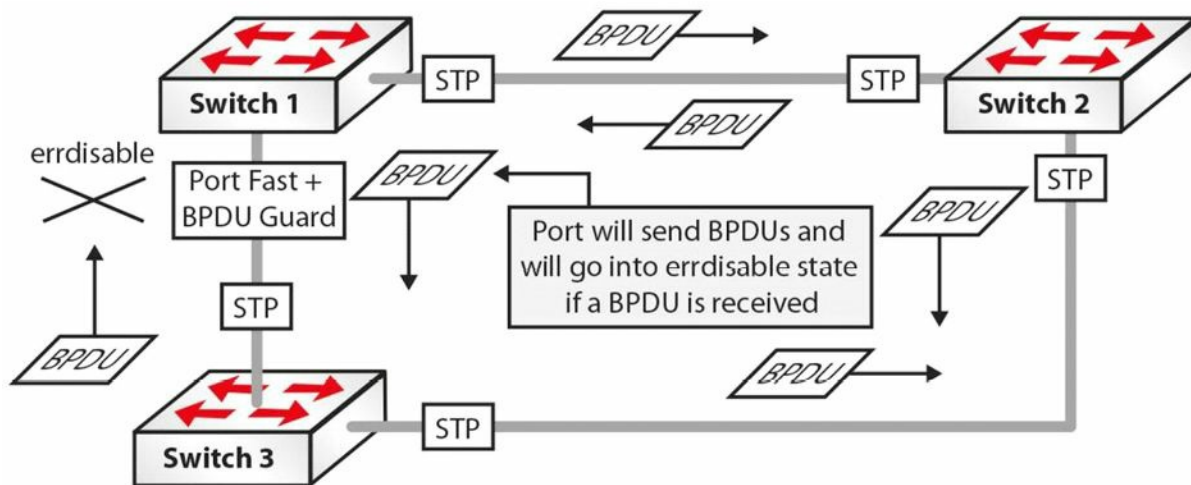 BPDU
STP
STP
Switch 1
Switch 2
BPDU
errdisable
Port Fast +
BPDU Guard
BPDU
STP
BPDU
Port will send BPDUs and
will go into errdisable state
if a BPDU is received
STP
BPDU
BPDU
STP
Switch 3